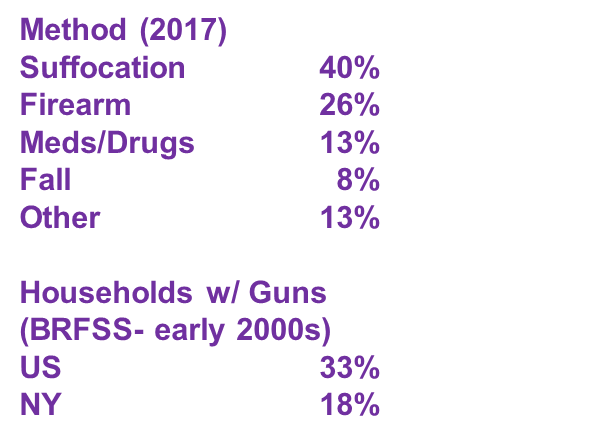 Method (2017)
Suffocation 40%
Firearm 26%
Meds/Drugs 13%
Fall 8%
Other 13%
Households w/ Guns
(BRFSS- early 2000s)
US 33%
NY 18%